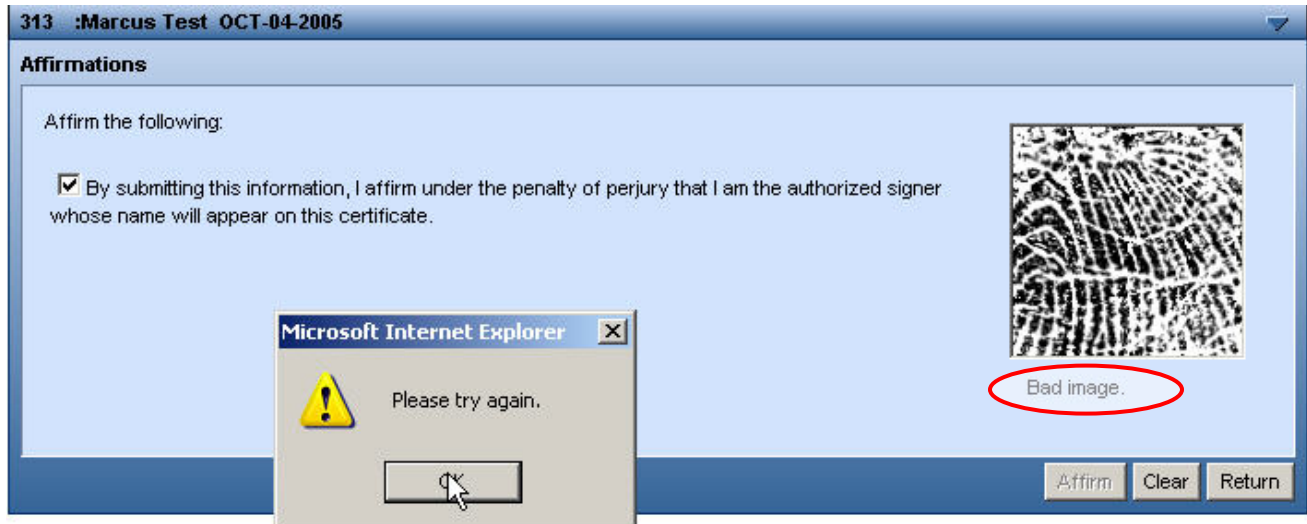 313 :Marcus Test OCT-04-2005
Affirmations
Affirm the following:
By submitting this information, I affirm under the penalty of perjury that I am the authorized signer
whose name will appear on this certificate.
Microsoft Internet Explorer
Please try again.
OK
Bad image.
Affirm Clear Return